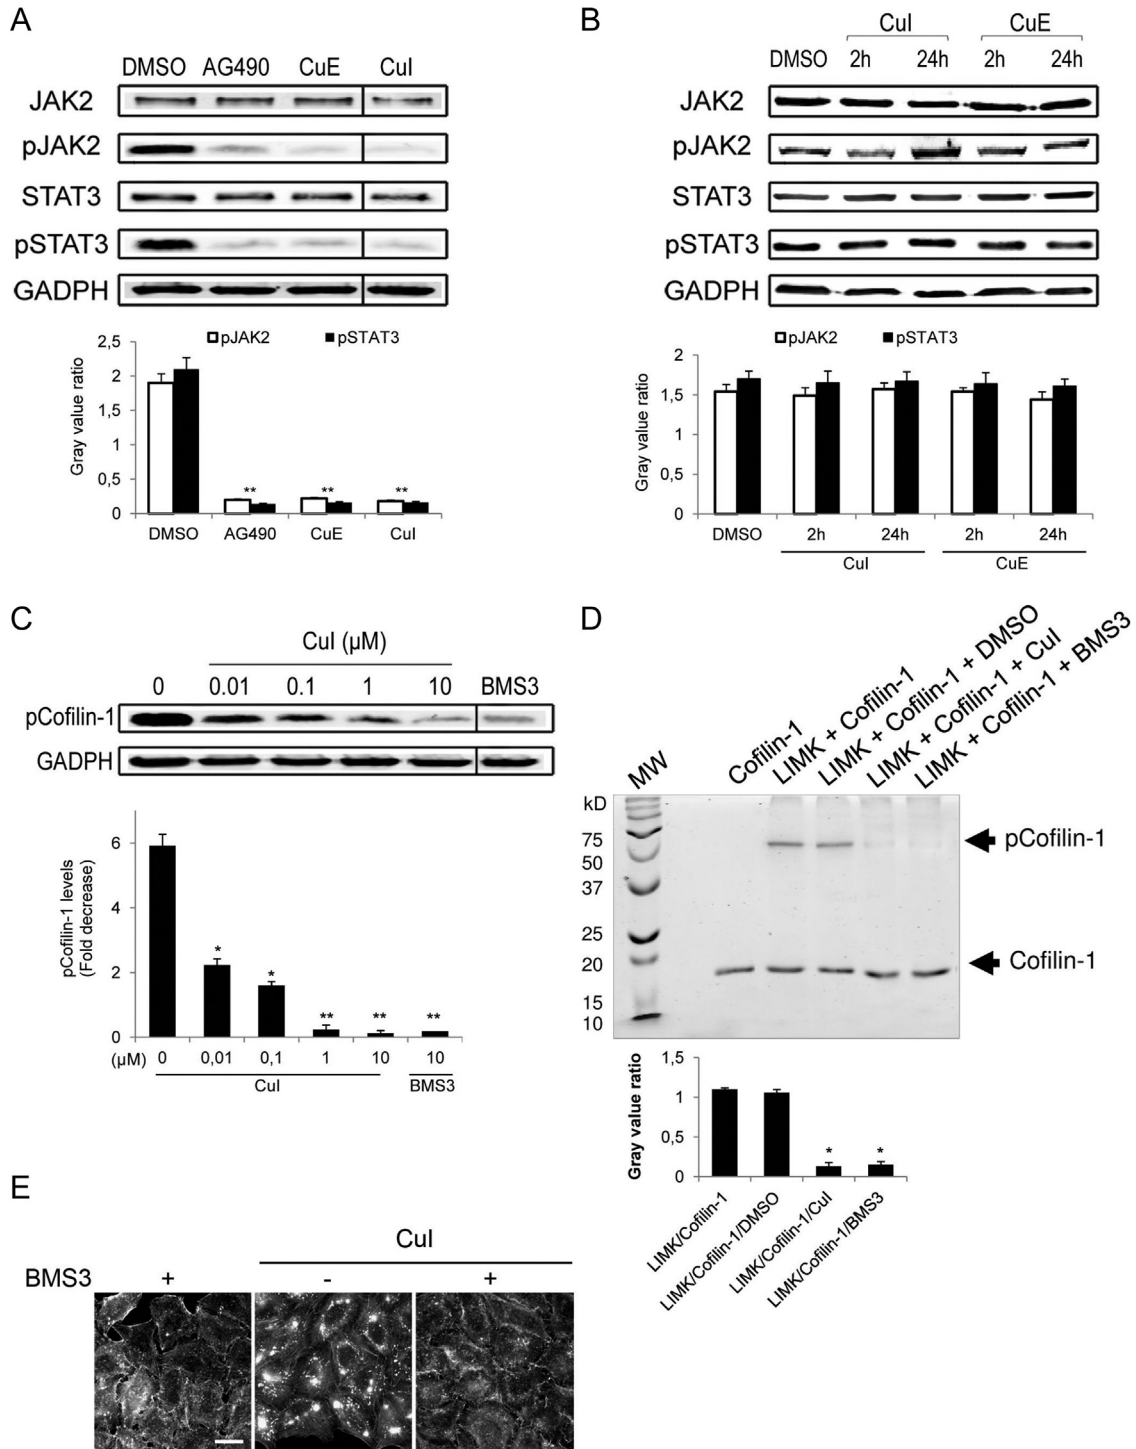 A
DMSO AG490 CuE CuI
JAK2
pJAK2
STAT3
pSTAT3
GADPH
pJAK2 pSTAT3
Gray value ratio
2,5
2
1,5
1
0,5
0
** ** **
DMSO AG490 CuE CuI
B
CuI CuE
DMSO 2h 24h 2h 24h
JAK2
pJAK2
STAT3
pSTAT3
GADPH
pJAK2 pSTAT3
Gray value ratio
2
1,5
1
0,5
0
DMSO 2h 24h 2h 24h
CuI CuE
C
CuI (µM)
0 0.01 0.1 1 10 BMS3
pCofilin-1
GADPH
pCofilin-1 levels
(Fold decrease)
6
4
2
0
* * ** ** **
(µM) 0 0,01 0,1 1 10 10
CuI BMS3
D
MW
Cofilin-1
LIMK + Cofilin-1
LIMK + Cofilin-1 + DMSO
LIMK + Cofilin-1 + CuI
LIMK + Cofilin-1 + BMS3
kD
75
50
37
25
20
15
10
pCofilin-1
Cofilin-1
Gray value ratio
1,5
1
0,5
0
* *
LIMK/Cofilin-1
LIMK/Cofilin-1/DMSO
LIMK/Cofilin-1/CuI
LIMK/Cofilin-1/BMS3
E
CuI
BMS3 + - +